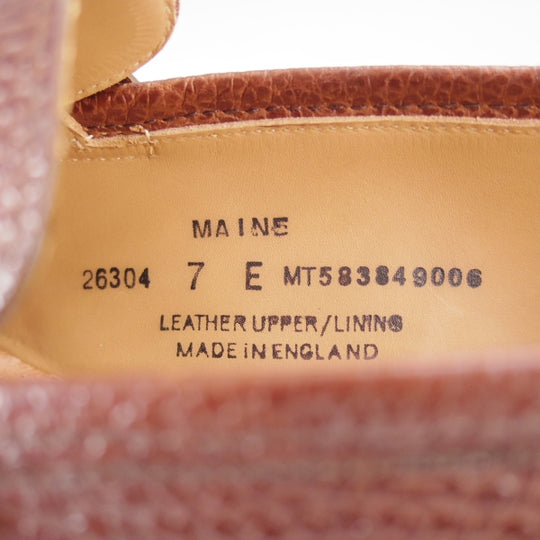 MAINE
26304 7 E MT583849006
LEATHER UPPER/LINING
MADE IN ENGLAND